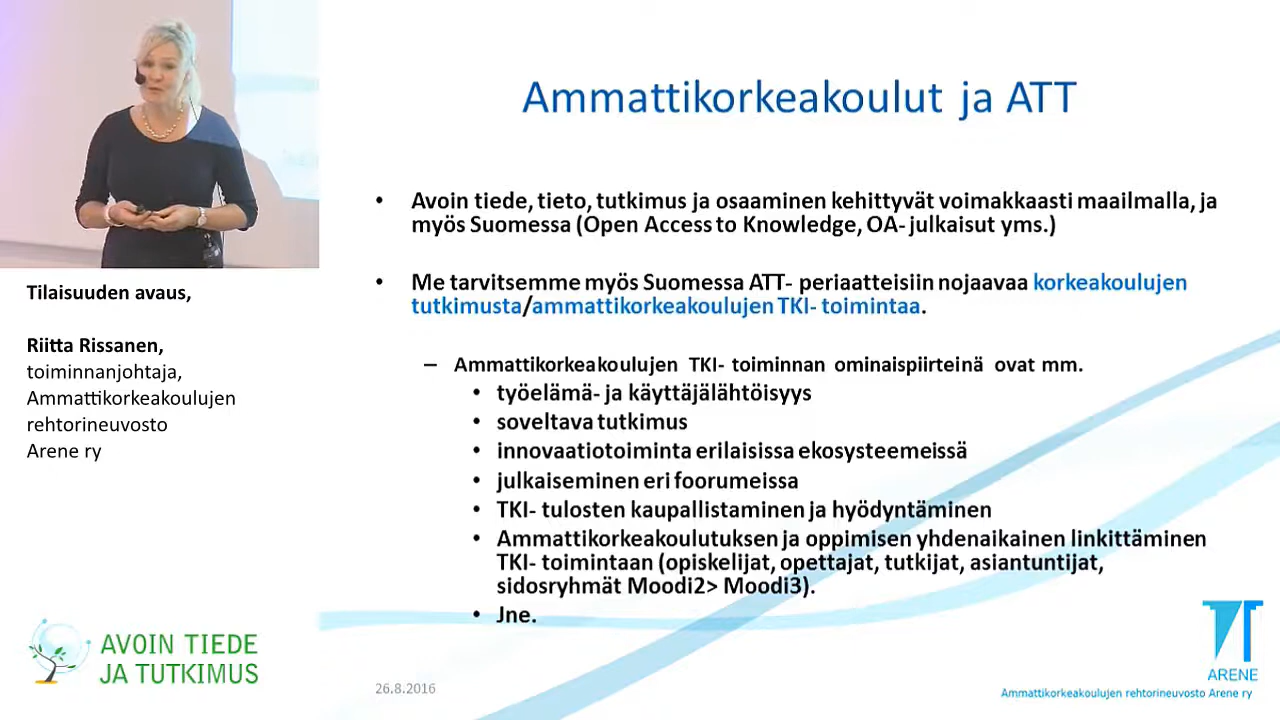 Ammattikorkeakoulut ja ATT
• Avoin tiede, tieto, tutkimus ja osaaminen kehittyvät voimakkaasti maailmalla, ja
myös Suomessa (Open Access to Knowledge, OA- julkaisut yms.)
• Me tarvitsemme myös Suomessa ATT- periaatteisiin nojaavaa korkeakoulujen
tutkimusta/ammattikorkeakoulujen TKI- toimintaa.
– Ammattikorkeakoulujen TKI- toiminnan ominaispiirteinä ovat mm.
• työelämä- ja käyttäjälähtöisyys
• soveltava tutkimus
• innovaatiotoiminta erilaisissa ekosysteemeissä
• julkaiseminen eri foorumeissa
• TKI- tulosten kaupallistaminen ja hyödyntäminen
• Ammattikorkeakoulutuksen ja oppimisen yhdenaikainen linkittäminen
TKI- toimintaan (opiskelijat, opettajat, tutkijat, asiantuntijat,
sidosryhmät Moodi2> Moodi3).
• Jne.
Tilaisuuden avaus,
Riitta Rissanen,
toiminnanjohtaja,
Ammattikorkeakoulujen
rehtorineuvosto
Arene ry
AVOIN TIEDE
JA TUTKIMUS
26.8.2016
ARENE
Ammattikorkeakoulujen rehtorineuvosto Arene ry